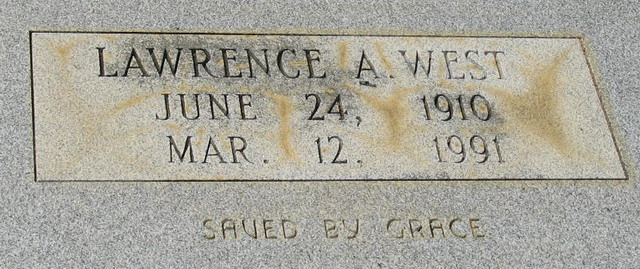 LAWRENCE A. WEST
JUNE 24, 1910
MAR. 12. 1991
SAVED BY GRACE